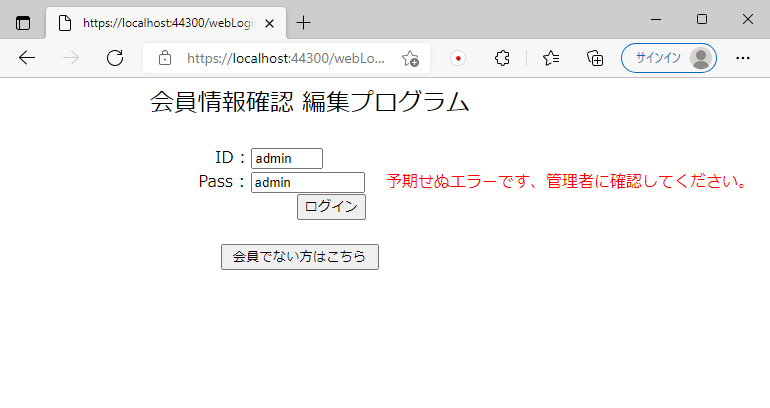 https://localhost:44300/webLogin
https://localhost:44300/webLo...
サインイン
会員情報確認 編集プログラム
ID : admin
Pass : admin 予期せぬエラーです、管理者に確認してください。
ログイン
会員でない方はこちら